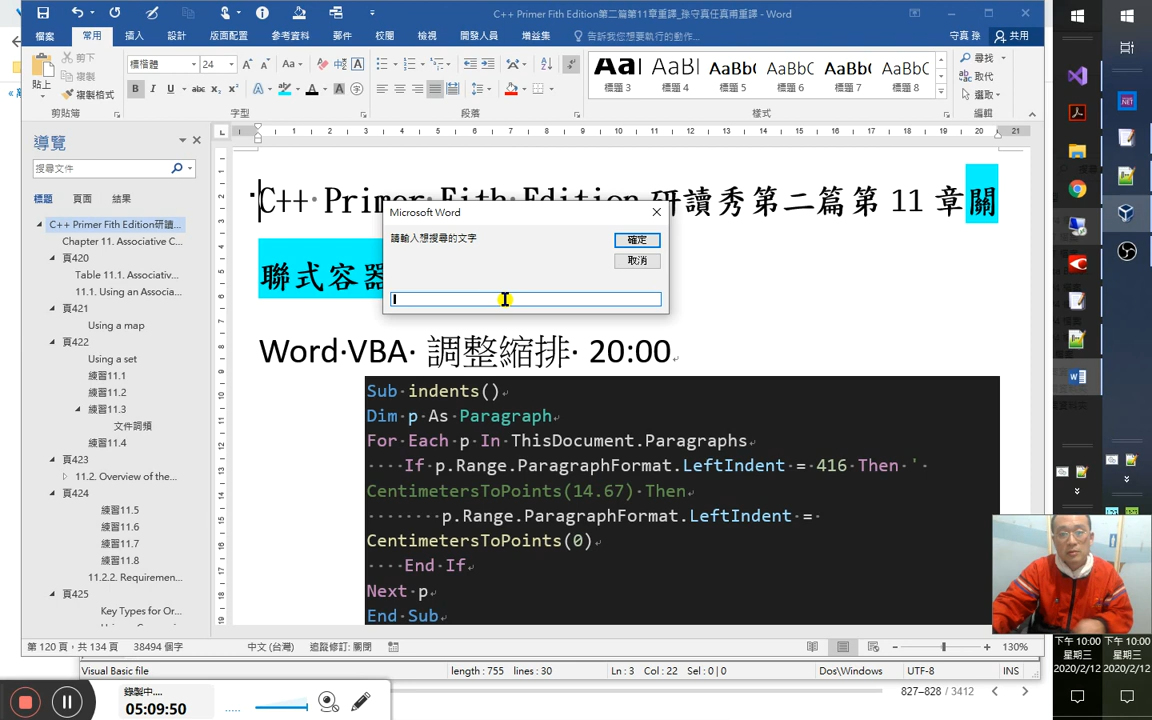 C++ Primer Fith Edition第二篇第11章重譯_孫守真任真甫重譯 - Word
檔案 常用 插入 設計 版面配置 參考資料 郵件 校閱 檢視 開發人員 增益集 告訴我您想要執行的動作... 守真 孫 共用
貼上 剪下 複製 複製格式
標楷體 24
標題 3 標題 4 標題 5 標題 6 標題 7 標題 8
尋找 取代 選取
剪貼簿 字型 段落 樣式 編輯
導覽
搜尋文件
標題 頁面 結果
C++ Primer Fith Edition研讀...
Chapter 11. Associative C...
頁420
Table 11.1. Associativ...
11.1. Using an Associa...
頁421
Using a map
頁422
Using a set
練習11.1
練習11.2
練習11.3
文件詞頻
練習11.4
頁423
11.2. Overview of the...
頁424
練習11.5
練習11.6
練習11.7
練習11.8
11.2.2. Requiremen...
頁425
Key Types for Or...
C++ Primer Fith Edition 研讀秀第二篇第 11 章關
聯式容器
Microsoft Word
請輸入想搜尋的文字
確定
取消
Word·VBA· 調整縮排· 20:00
Sub· indents()
Dim· p· As· Paragraph
For· Each· p· In· ThisDocument.Paragraphs
····If· p.Range.ParagraphFormat.LeftIndent· =· 416· Then· '·
CentimetersToPoints(14.67)· Then
········p.Range.ParagraphFormat.LeftIndent· =·
CentimetersToPoints(0)
····End· If
Next· p
End· Sub
第 120 頁，共 134 頁 38494 個字 中文 (台灣) 追蹤修訂: 關閉 130%
Visual Basic file length : 755 lines : 30 Ln : 3 Col : 22 Sel : 0 | 0 Dos\Windows UTF-8 INS
827–828 / 3412
錄製中....
05:09:50
下午 10:00 下午 10:00
星期三 星期三
2020/2/12 2020/2/12